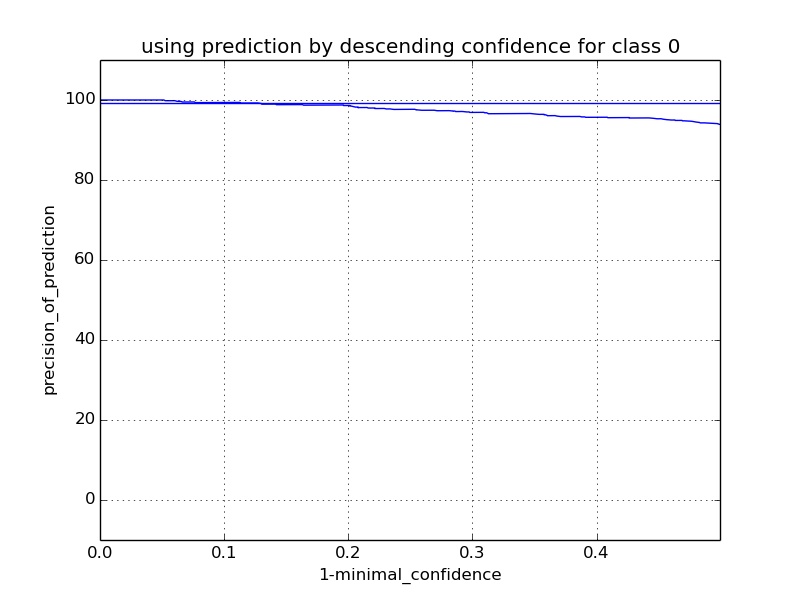 using prediction by descending confidence for class 0
100
80
60
40
20
0
precision_of_prediction
0.0 0.1 0.2 0.3 0.4
1-minimal_confidence